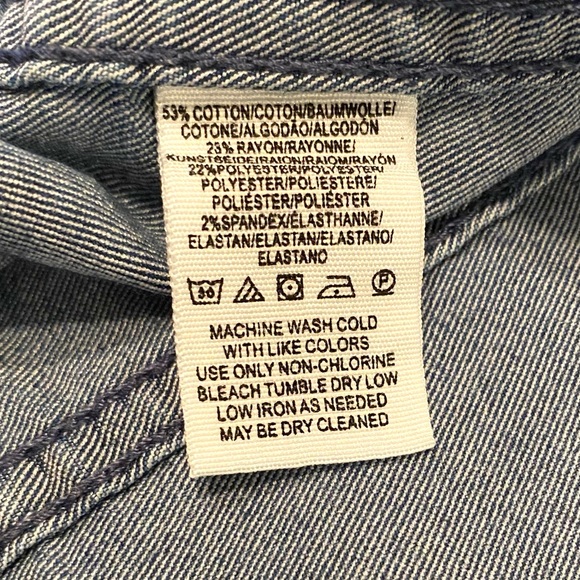 53% COTTON/COTON/BAUMWOLLE/
COTONE/ALGODÃO/ALGODÓN
23% RAYON/RAYONNE/
KUNSTSEIDE/RAION/RAIOM/RAYÓN
22%POLYESTER/POLYESTER/
POLYESTER/POLIESTERE/
POLIÉSTER/POLIÉSTER
2%SPANDEX/ÉLASTHANNE/
ELASTAN/ELASTAN/ELASTANO/
ELASTANO
30 P
MACHINE WASH COLD
WITH LIKE COLORS
USE ONLY NON-CHLORINE
BLEACH TUMBLE DRY LOW
LOW IRON AS NEEDED
MAY BE DRY CLEANED